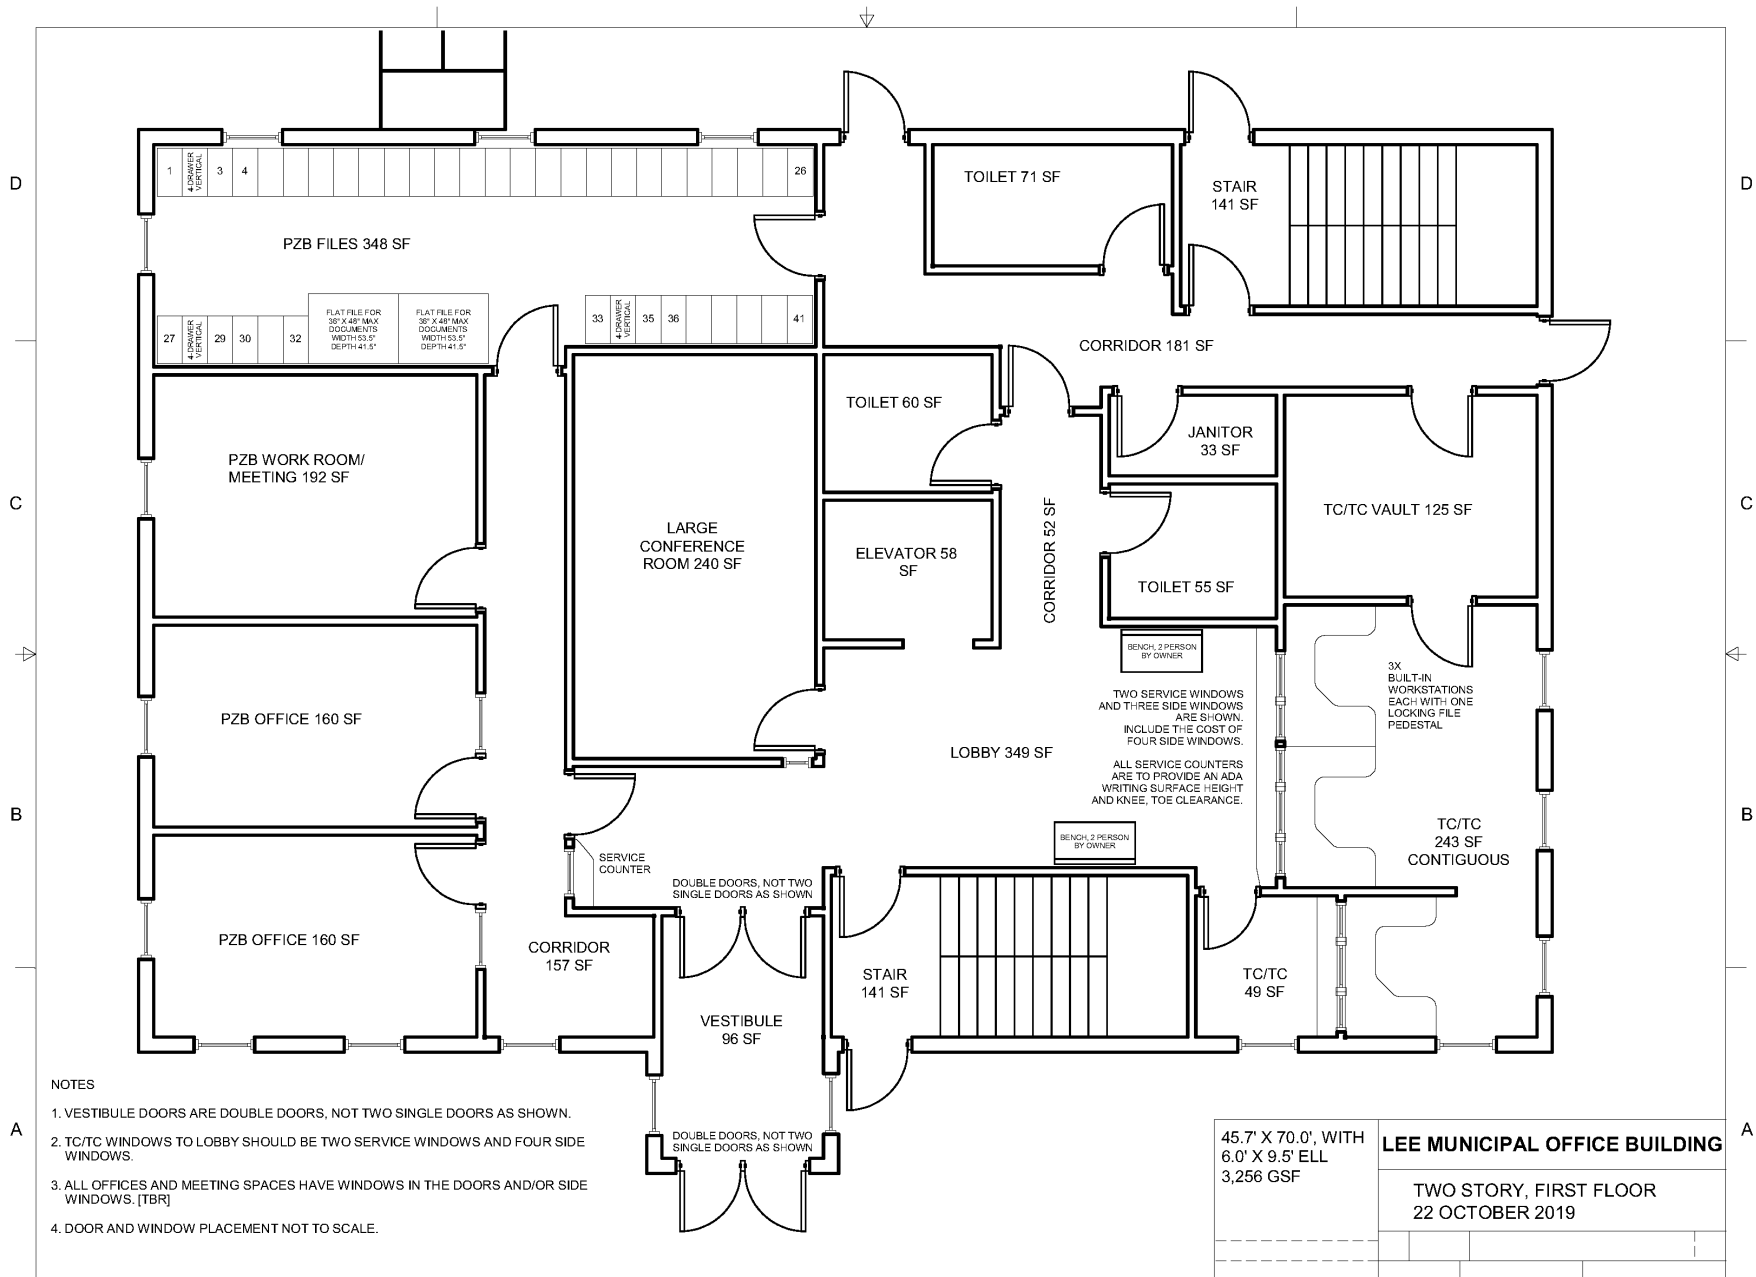 D
D
1
4-DRAWER
VERTICAL
3
4
26
TOILET 71 SF
STAIR
141 SF
PZB FILES 348 SF
27
4-DRAWER
VERTICAL
29
30
32
FLAT FILE FOR
36" X 48" MAX
DOCUMENTS
WIDTH 53.5"
DEPTH 41.5"
FLAT FILE FOR
36" X 48" MAX
DOCUMENTS
WIDTH 53.5"
DEPTH 41.5"
33
4-DRAWER
VERTICAL
35
36
41
CORRIDOR 181 SF
TOILET 60 SF
JANITOR
33 SF
PZB WORK ROOM/
MEETING 192 SF
C
C
TC/TC VAULT 125 SF
LARGE
CONFERENCE
ROOM 240 SF
ELEVATOR 58
SF
CORRIDOR 52 SF
TOILET 55 SF
BENCH, 2 PERSON
BY OWNER
3X
BUILT-IN
WORKSTATIONS
EACH WITH ONE
LOCKING FILE
PEDESTAL
TWO SERVICE WINDOWS
AND THREE SIDE WINDOWS
ARE SHOWN.
INCLUDE THE COST OF
FOUR SIDE WINDOWS.
PZB OFFICE 160 SF
LOBBY 349 SF
ALL SERVICE COUNTERS
ARE TO PROVIDE AN ADA
WRITING SURFACE HEIGHT
AND KNEE, TOE CLEARANCE.
B
B
TC/TC
243 SF
CONTIGUOUS
BENCH, 2 PERSON
BY OWNER
SERVICE
COUNTER
DOUBLE DOORS, NOT TWO
SINGLE DOORS AS SHOWN
PZB OFFICE 160 SF
CORRIDOR
157 SF
STAIR
141 SF
TC/TC
49 SF
VESTIBULE
96 SF
NOTES
1. VESTIBULE DOORS ARE DOUBLE DOORS, NOT TWO SINGLE DOORS AS SHOWN.
2. TC/TC WINDOWS TO LOBBY SHOULD BE TWO SERVICE WINDOWS AND FOUR SIDE
WINDOWS.
3. ALL OFFICES AND MEETING SPACES HAVE WINDOWS IN THE DOORS AND/OR SIDE
WINDOWS. [TBR]
4. DOOR AND WINDOW PLACEMENT NOT TO SCALE.
DOUBLE DOORS, NOT TWO
SINGLE DOORS AS SHOWN
A
A
45.7' X 70.0', WITH
6.0' X 9.5' ELL
3,256 GSF
LEE MUNICIPAL OFFICE BUILDING
TWO STORY, FIRST FLOOR
22 OCTOBER 2019